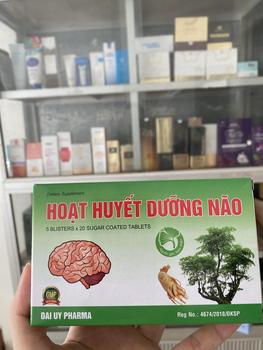 Dietary Supplement
HOẠT HUYẾT DƯỠNG NÃO
5 BLISTERS x 20 SUGAR COATED TABLETS
GMP
DAI UY PHARMA
Reg No.: 4674/2018/ĐKSP